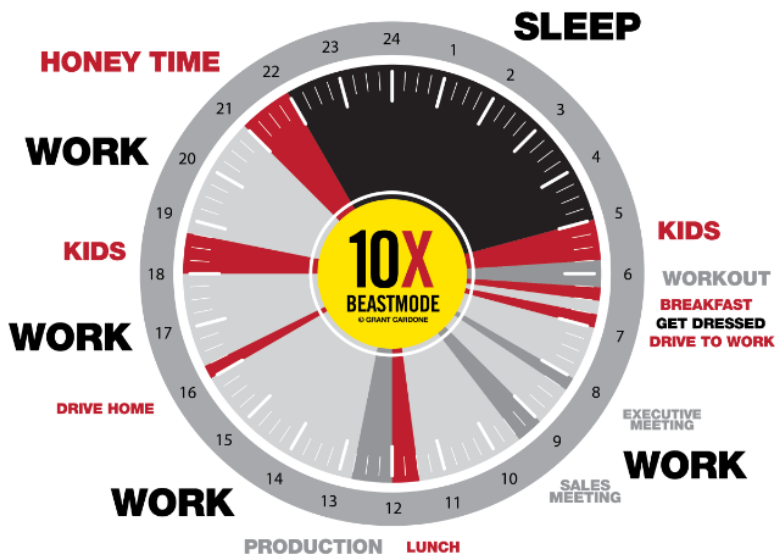 SLEEP
HONEY TIME
WORK
KIDS
WORK
DRIVE HOME
WORK
PRODUCTION
LUNCH
SALES
MEETING
WORK
EXECUTIVE
MEETING
DRIVE TO WORK
GET DRESSED
BREAKFAST
WORKOUT
KIDS
24
1
2
3
4
5
6
7
8
9
10
11
12
13
14
15
16
17
18
19
20
21
22
23
10X
BEASTMODE
© GRANT CARDONE